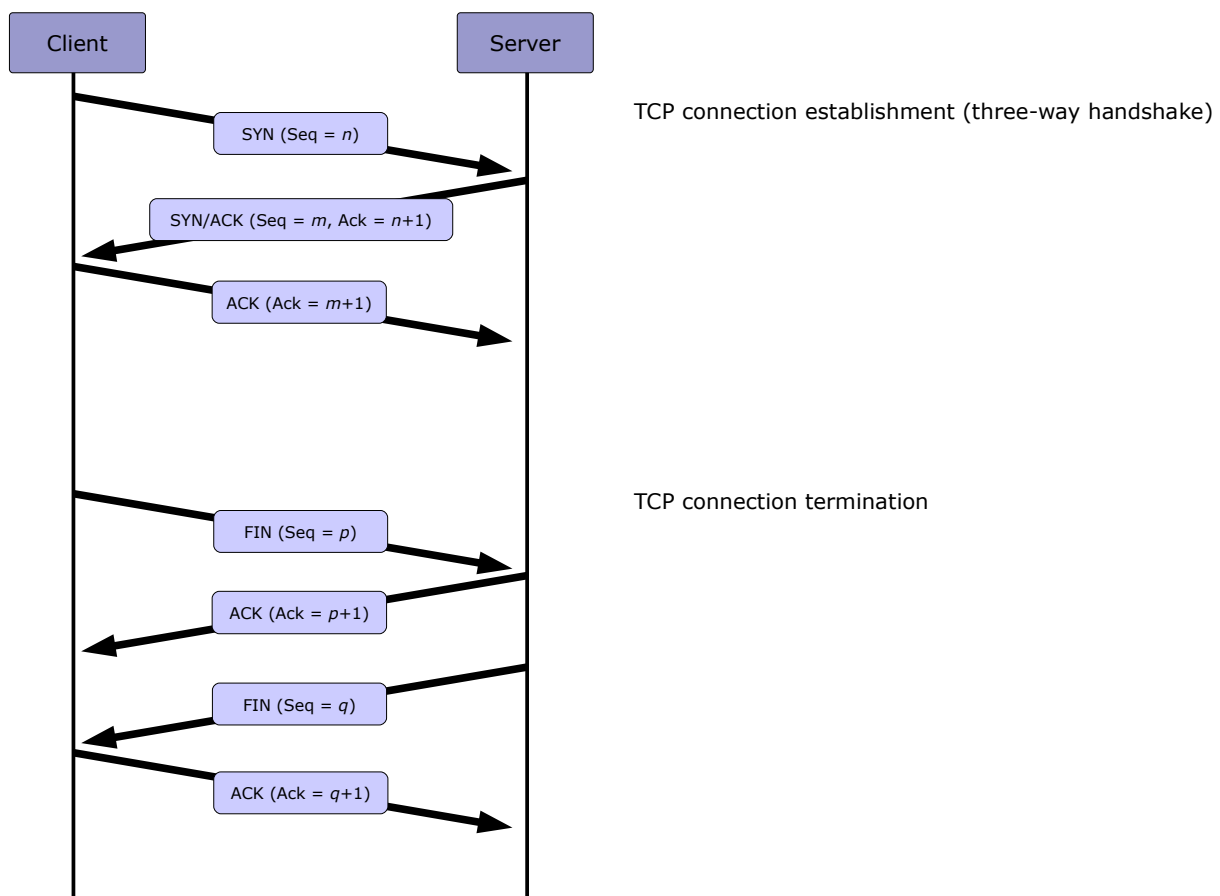 Client
Server
TCP connection establishment (three-way handshake)
SYN (Seq = n)
SYN/ACK (Seq = m, Ack = n+1)
ACK (Ack = m+1)
TCP connection termination
FIN (Seq = p)
ACK (Ack = p+1)
FIN (Seq = q)
ACK (Ack = q+1)